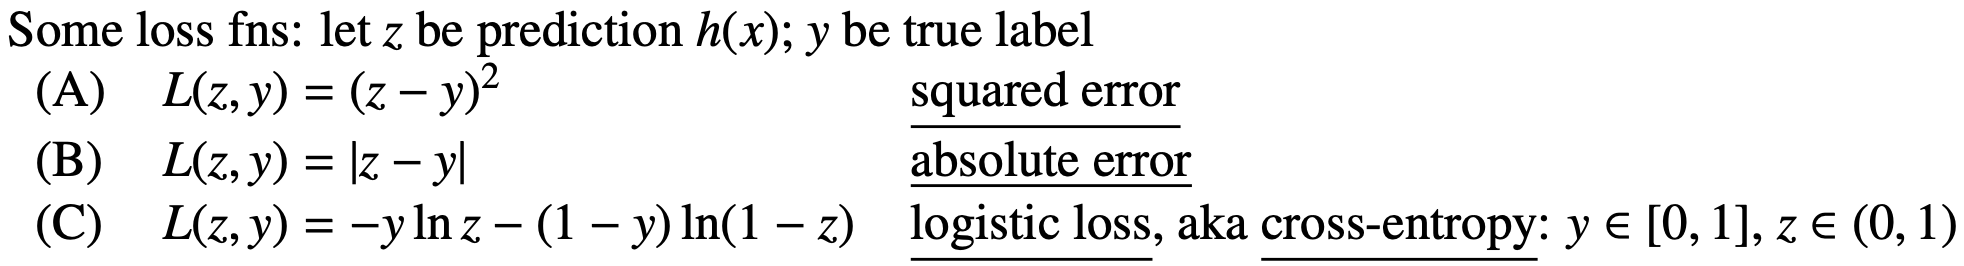 Some loss fns: let z be prediction h(x); y be true label
(A) L(z, y) = (z − y)² squared error
(B) L(z, y) = |z − y| absolute error
(C) L(z, y) = −y ln z − (1 − y) ln(1 − z) logistic loss, aka cross-entropy: y ∈ [0, 1], z ∈ (0, 1)